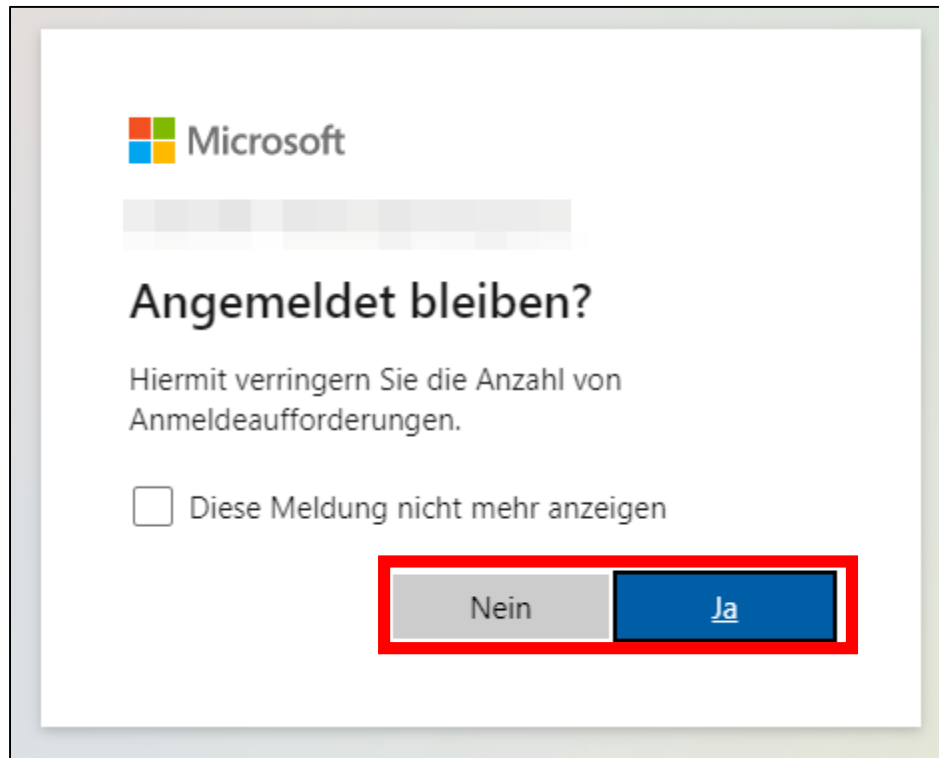 Microsoft
Angemeldet bleiben?
Hiermit verringern Sie die Anzahl von
Anmeldeaufforderungen.
Diese Meldung nicht mehr anzeigen
Nein
Ja